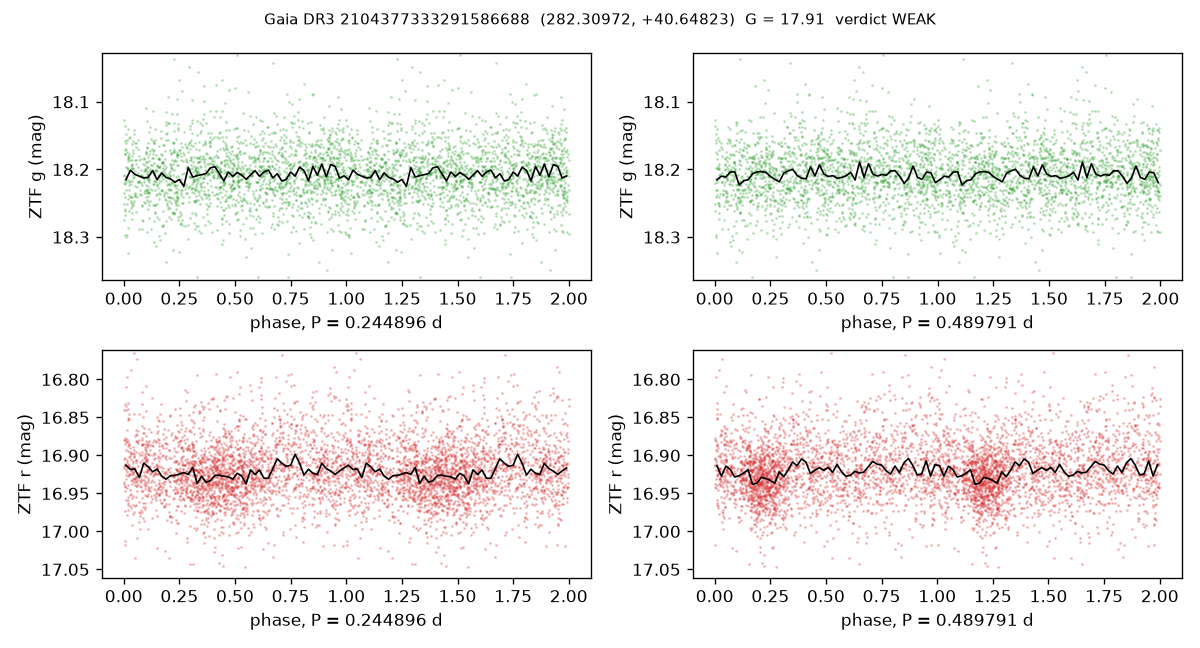 Gaia DR3 2104377333291586688  (282.30972, +40.64823)  G = 17.91  verdict WEAK
ZTF g (mag)
18.1
18.2
18.3
0.00 0.25 0.50 0.75 1.00 1.25 1.50 1.75 2.00
phase, P = 0.244896 d
ZTF g (mag)
18.1
18.2
18.3
0.00 0.25 0.50 0.75 1.00 1.25 1.50 1.75 2.00
phase, P = 0.489791 d
ZTF r (mag)
16.80
16.85
16.90
16.95
17.00
17.05
0.00 0.25 0.50 0.75 1.00 1.25 1.50 1.75 2.00
phase, P = 0.244896 d
ZTF r (mag)
16.80
16.85
16.90
16.95
17.00
17.05
0.00 0.25 0.50 0.75 1.00 1.25 1.50 1.75 2.00
phase, P = 0.489791 d